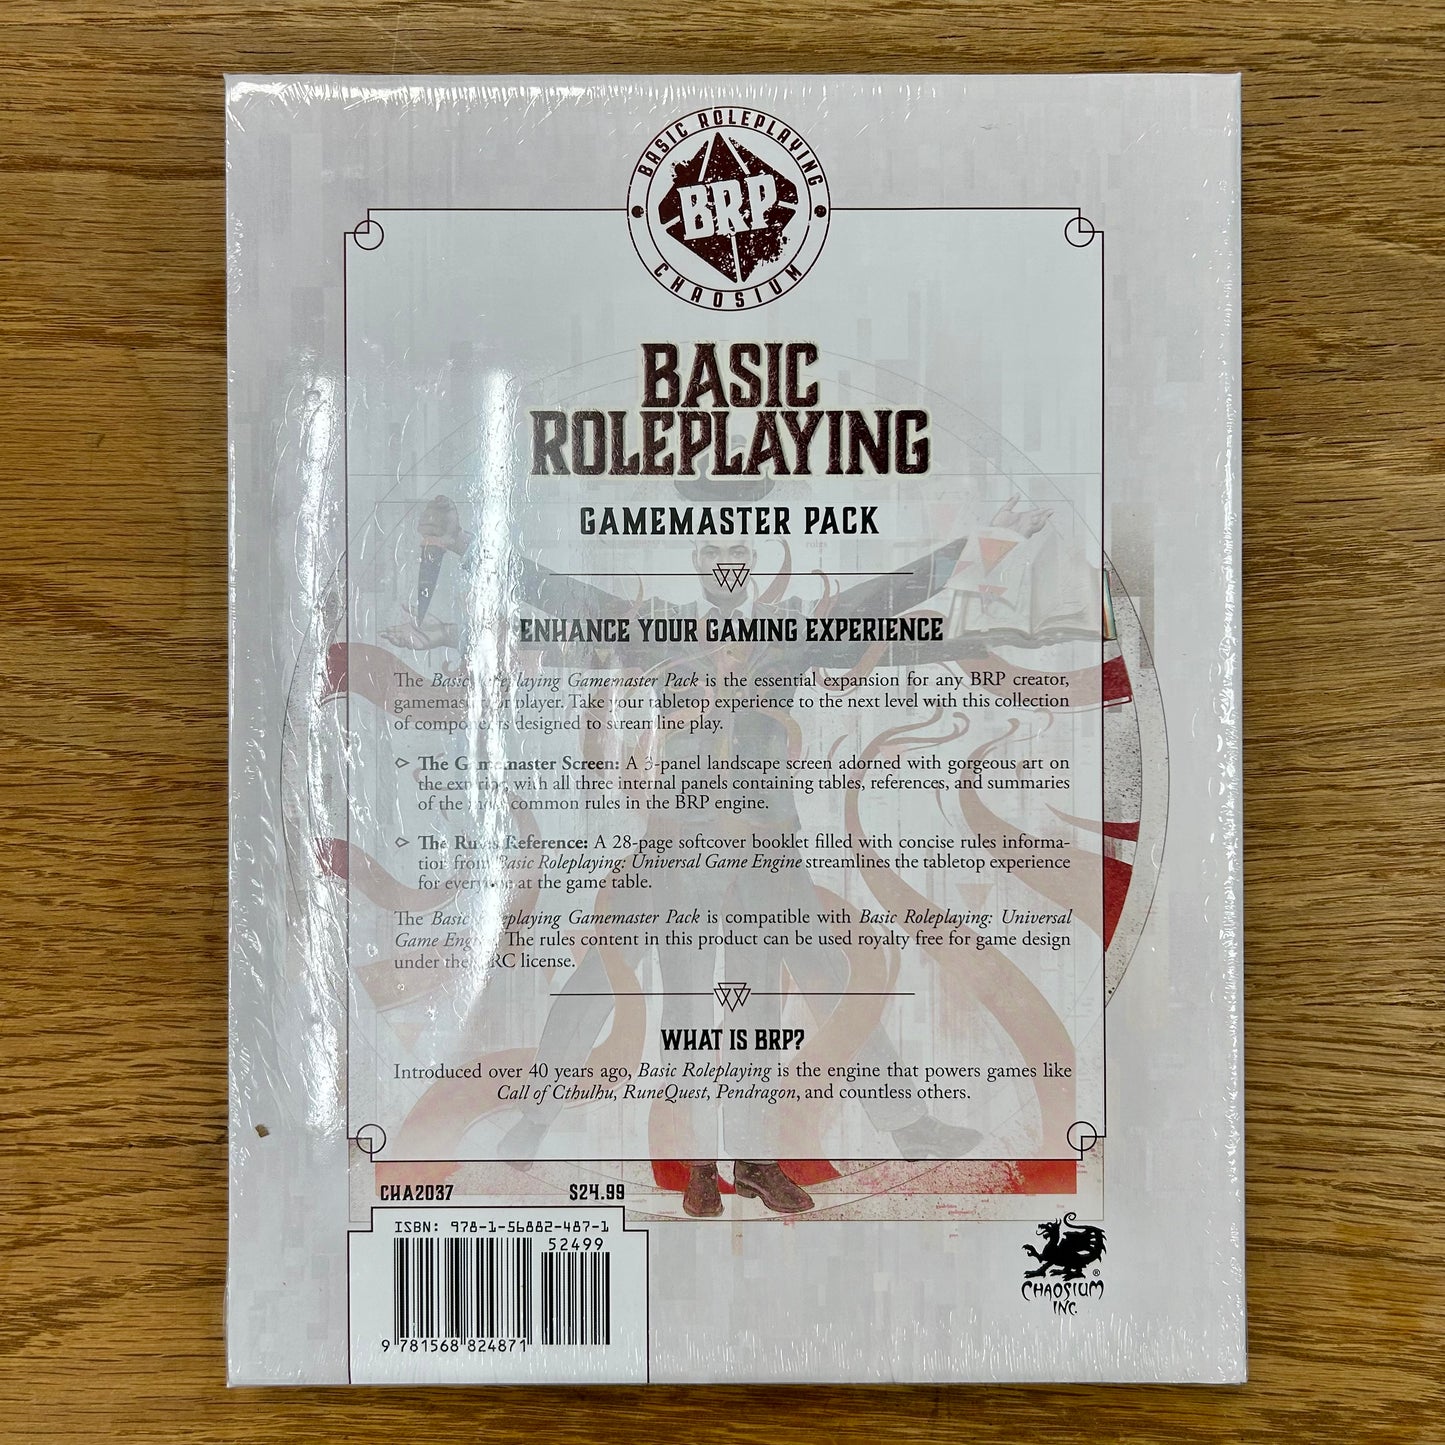 BASIC ROLEPLAYING
BRP
CHAOSIUM
BASIC
ROLEPLAYING
GAMEMASTER PACK
ENHANCE YOUR GAMING EXPERIENCE
The Basic Roleplaying Gamemaster Pack is the essential expansion for any BRP creator,
gamemaster or player. Take your tabletop experience to the next level with this collection
of components designed to streamline play.
The Gamemaster Screen: A 3-panel landscape screen adorned with gorgeous art on
the exterior, with all three internal panels containing tables, references, and summaries
of the most common rules in the BRP engine.
The Rules Reference: A 28-page softcover booklet filled with concise rules informa-
tion from Basic Roleplaying: Universal Game Engine streamlines the tabletop experience
for everyone at the game table.
The Basic Roleplaying Gamemaster Pack is compatible with Basic Roleplaying: Universal
Game Engine. The rules content in this product can be used royalty free for game design
under the ORC license.
WHAT IS BRP?
Introduced over 40 years ago, Basic Roleplaying is the engine that powers games like
Call of Cthulhu, RuneQuest, Pendragon, and countless others.
CHA2037 $24.99
ISBN: 978-1-56882-487-1
52499
9 781568 824871
CHAOSIUM ®
INC.